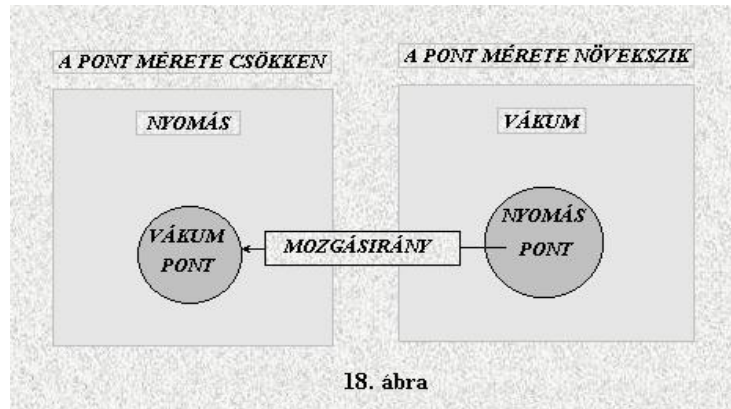 A PONT MÉRETE CSÖKKEN
A PONT MÉRETE NÖVEKSZIK
NYOMÁS
VÁKUM
VÁKUM
PONT
MOZGÁSIRÁNY
NYOMÁS
PONT
18. ábra